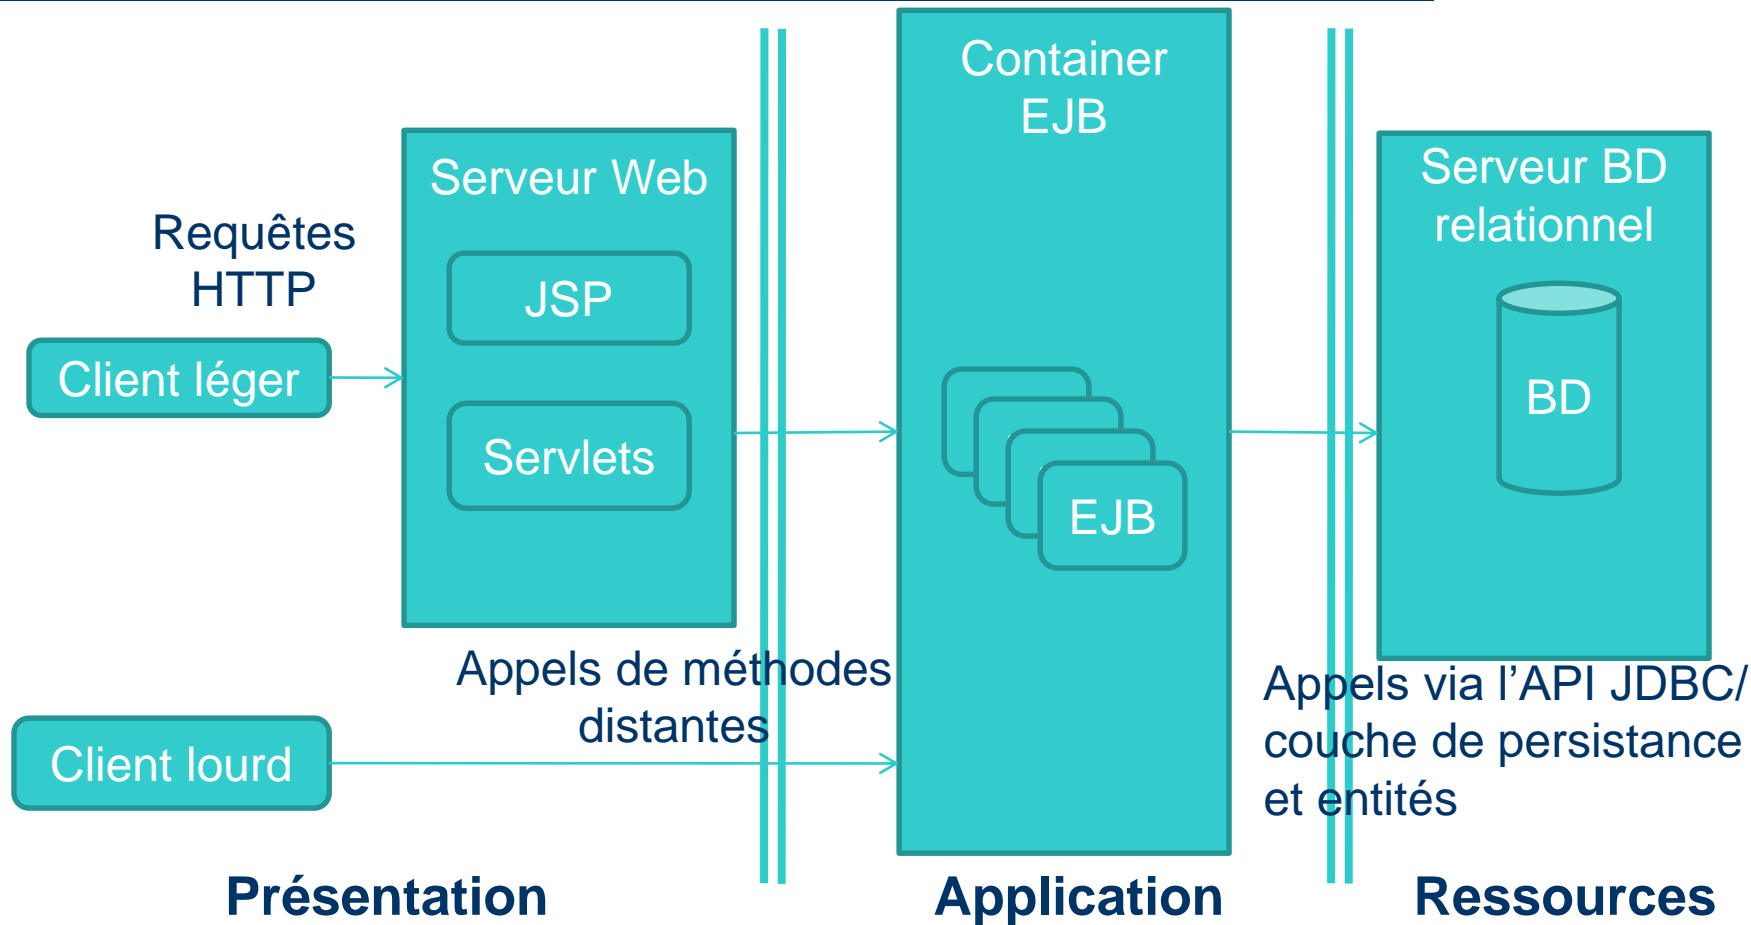 Container
EJB
Serveur Web
Serveur BD
relationnel
Requêtes
HTTP
JSP
Client léger
BD
Servlets
EJB
Appels de méthodes
distantes
Appels via l’API JDBC/
couche de persistance
et entités
Client lourd
Présentation
Application
Ressources